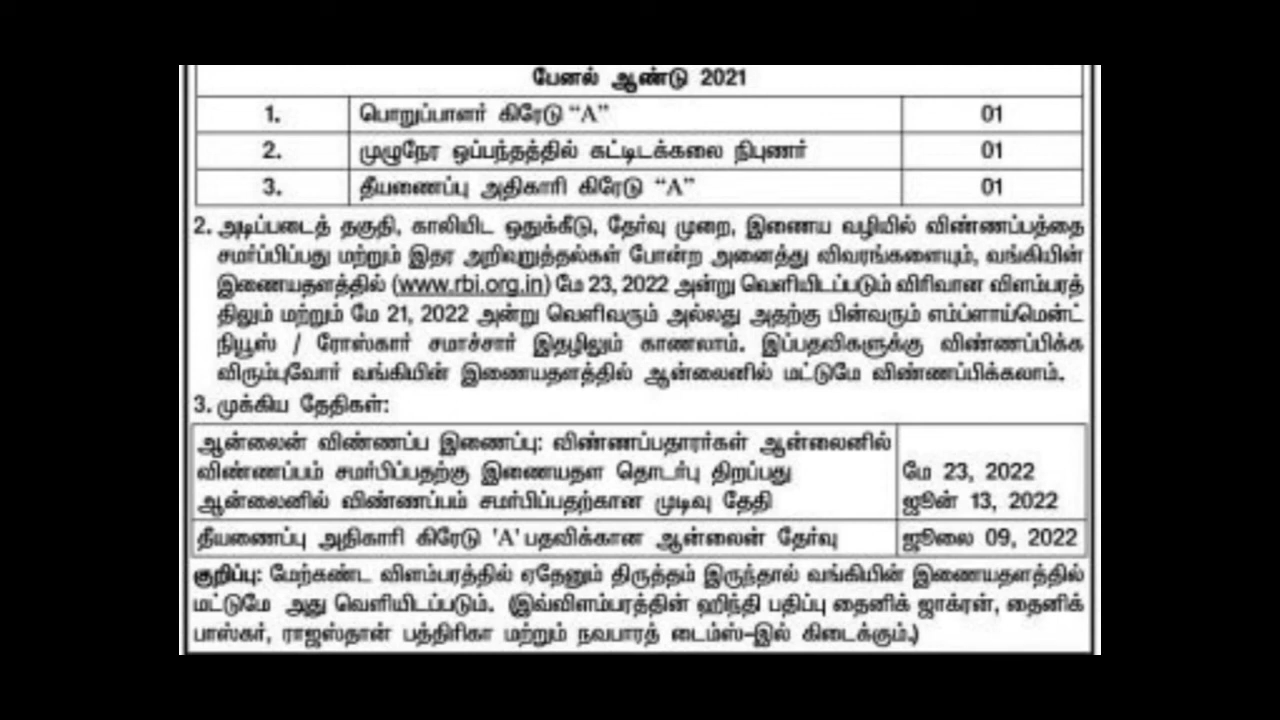 பேனல் ஆண்டு 2021
1. பொறுப்பாளர் கிரேடு “A” 01
2. முழுநேர ஒப்பந்தத்தில் கட்டிடக்கலை நிபுணர் 01
3. தீயணைப்பு அதிகாரி கிரேடு “A” 01
2. அடிப்படைத் தகுதி, காலியிட ஒதுக்கீடு, தேர்வு முறை, இணைய வழியில் விண்ணப்பத்தை
சமர்ப்பிப்பது மற்றும் இதர அறிவுறுத்தல்கள் போன்ற அனைத்து விவரங்களையும், வங்கியின்
இணையதளத்தில் (www.rbi.org.in) மே 23, 2022 அன்று வெளியிடப்படும் விரிவான விளம்பரத்
திலும் மற்றும் மே 21, 2022 அன்று வெளிவரும் அல்லது அதற்கு பின்வரும் எம்ப்ளாய்மென்ட்
நியூஸ் / ரோஸ்கார் சமாச்சார் இதழிலும் காணலாம். இப்பதவிகளுக்கு விண்ணப்பிக்க
விரும்புவோர் வங்கியின் இணையதளத்தில் ஆன்லைனில் மட்டுமே விண்ணப்பிக்கலாம்.
3. முக்கிய தேதிகள்:
ஆன்லைன் விண்ணப்ப இணைப்பு: விண்ணப்பதாரர்கள் ஆன்லைனில்
விண்ணப்பம் சமர்பிப்பதற்கு இணையதள தொடர்பு திறப்பது மே 23, 2022
ஆன்லைனில் விண்ணப்பம் சமர்பிப்பதற்கான முடிவு தேதி ஜூன் 13, 2022
தீயணைப்பு அதிகாரி கிரேடு 'A' பதவிக்கான ஆன்லைன் தேர்வு ஜூலை 09, 2022
குறிப்பு: மேற்கண்ட விளம்பரத்தில் ஏதேனும் திருத்தம் இருந்தால் வங்கியின் இணையதளத்தில்
மட்டுமே அது வெளியிடப்படும். (இவ்விளம்பரத்தின் ஹிந்தி பதிப்பு தைனிக் ஜாக்ரன், தைனிக்
பாஸ்கர், ராஜஸ்தான் பத்திரிகா மற்றும் நவபாரத் டைம்ஸ்-இல் கிடைக்கும்.)